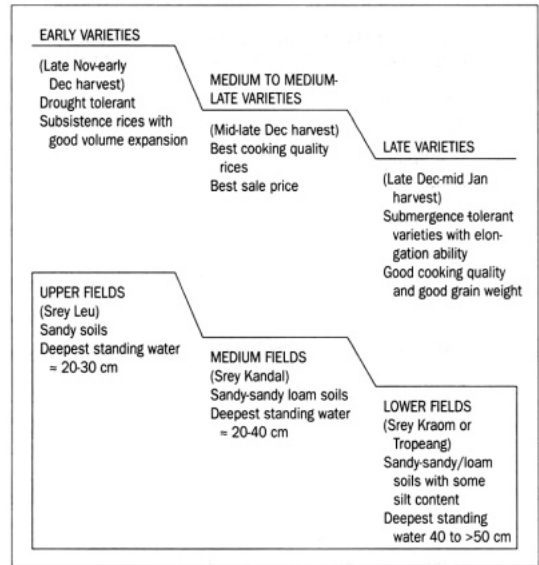 EARLY VARIETIES
(Late Nov-early
Dec harvest)
Drought tolerant
Subsistence rices with
good volume expansion
MEDIUM TO MEDIUM-
LATE VARIETIES
(Mid-late Dec harvest)
Best cooking quality
rices
Best sale price
LATE VARIETIES
(Late Dec-mid Jan
harvest)
Submergence tolerant
varieties with elon-
gation ability
Good cooking quality
and good grain weight
UPPER FIELDS
(Srey Leu)
Sandy soils
Deepest standing water
= 20-30 cm
MEDIUM FIELDS
(Srey Kandal)
Sandy-sandy loam soils
Deepest standing water
= 20-40 cm
LOWER FIELDS
(Srey Kraom or
Tropeang)
Sandy-sandy/loam
soils with some
silt content
Deepest standing
water 40 to >50 cm